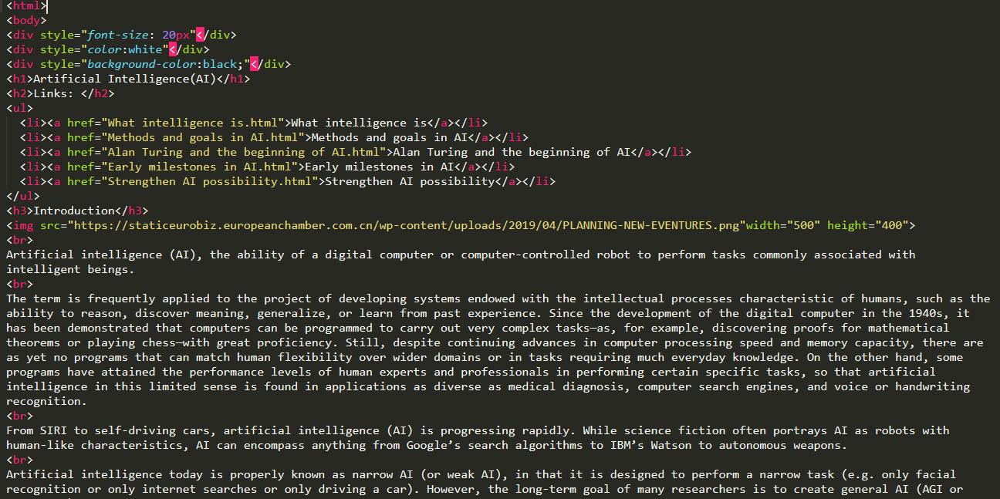 <html>
<body>
<div style="font-size: 20px"</div>
<div style="color:white"</div>
<div style="background-color:black;"</div>
<h1>Artificial Intelligence(AI)</h1>
<h2>Links: </h2>
<ul>
<li><a href="What intelligence is.html">What intelligence is</a></li>
<li><a href="Methods and goals in AI.html">Methods and goals in AI</a></li>
<li><a href="Alan Turing and the beginning of AI.html">Alan Turing and the beginning of AI</a></li>
<li><a href="Early milestones in AI.html">Early milestones in AI</a></li>
<li><a href="Strengthen AI possibility.html">Strengthen AI possibility</a></li>
</ul>
<h3>Introduction</h3>
<img src="https://staticeurobiz.europeanchamber.com.cn/wp-content/uploads/2019/04/PLANNING-NEW-EVENTURES.png"width="500" height="400">
<br>
Artificial intelligence (AI), the ability of a digital computer or computer-controlled robot to perform tasks commonly associated with
intelligent beings.
<br>
The term is frequently applied to the project of developing systems endowed with the intellectual processes characteristic of humans, such as the
ability to reason, discover meaning, generalize, or learn from past experience. Since the development of the digital computer in the 1940s, it
has been demonstrated that computers can be programmed to carry out very complex tasks—as, for example, discovering proofs for mathematical
theorems or playing chess—with great proficiency. Still, despite continuing advances in computer processing speed and memory capacity, there are
as yet no programs that can match human flexibility over wider domains or in tasks requiring much everyday knowledge. On the other hand, some
programs have attained the performance levels of human experts and professionals in performing certain specific tasks, so that artificial
intelligence in this limited sense is found in applications as diverse as medical diagnosis, computer search engines, and voice or handwriting
recognition.
<br>
From SIRI to self-driving cars, artificial intelligence (AI) is progressing rapidly. While science fiction often portrays AI as robots with
human-like characteristics, AI can encompass anything from Google’s search algorithms to IBM’s Watson to autonomous weapons.
<br>
Artificial intelligence today is properly known as narrow AI (or weak AI), in that it is designed to perform a narrow task (e.g. only facial
recognition or only internet searches or only driving a car). However, the long-term goal of many researchers is to create general AI (AGI or